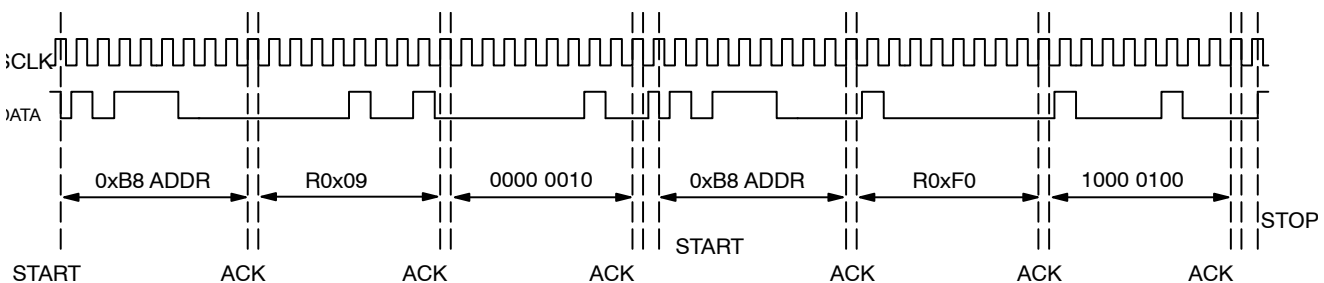 SCLK
DATA
0xB8 ADDR
R0x09
0000 0010
0xB8 ADDR
R0xF0
1000 0100
START
ACK
ACK
ACK
START
ACK
ACK
ACK
STOP